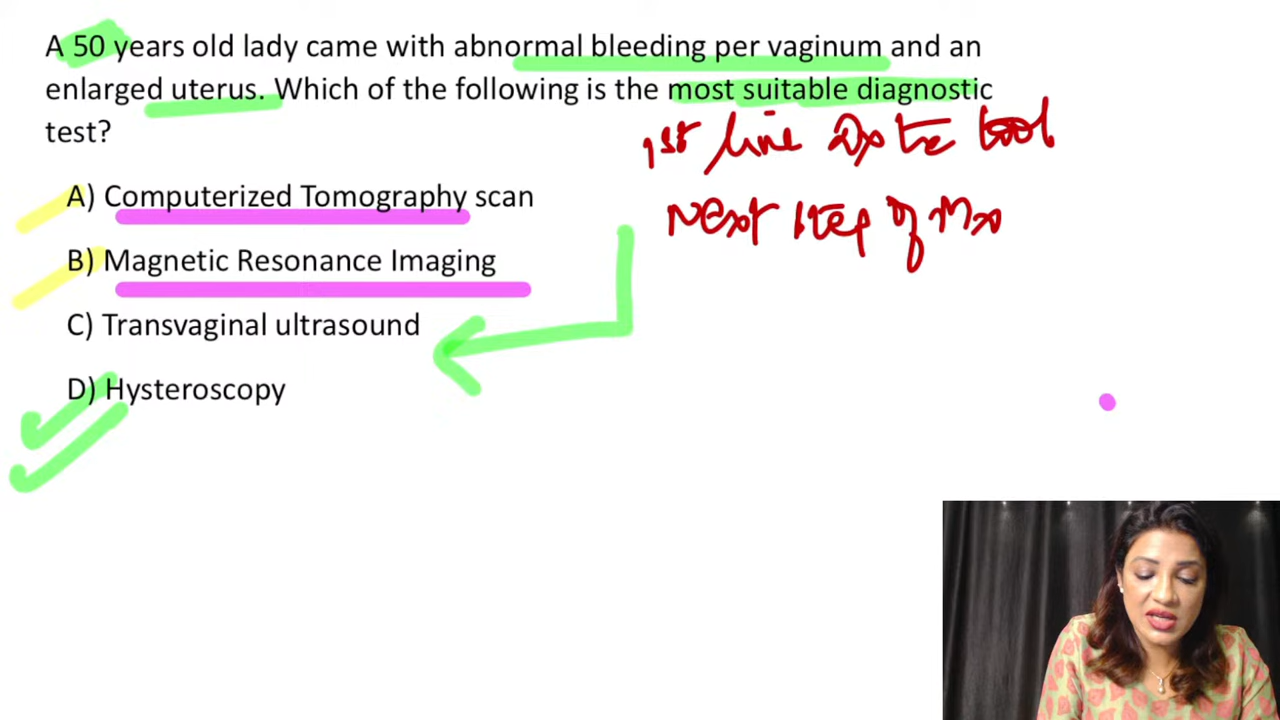 A 50 years old lady came with abnormal bleeding per vaginum and an
enlarged uterus. Which of the following is the most suitable diagnostic
test?
1st line Dx tic tool
A) Computerized Tomography scan
Next step of Mx
B) Magnetic Resonance Imaging
C) Transvaginal ultrasound
D) Hysteroscopy